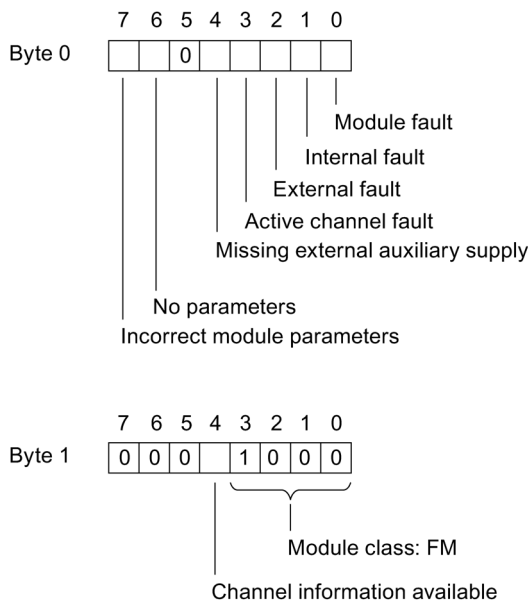 7 6 5 4 3 2 1 0
Byte 0 0
Module fault
Internal fault
External fault
Active channel fault
Missing external auxiliary supply
No parameters
Incorrect module parameters
7 6 5 4 3 2 1 0
Byte 1 0 0 0 1 0 0 0
Module class: FM
Channel information available